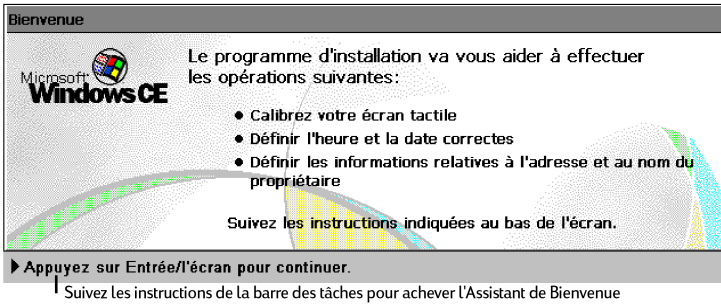 Bienvenue
Microsoft
Windows CE
Le programme d'installation va vous aider à effectuer
les opérations suivantes:
● Calibrez votre écran tactile
● Définir l'heure et la date correctes
● Définir les informations relatives à l'adresse et au nom du
propriétaire
Suivez les instructions indiquées au bas de l'écran.
Appuyez sur Entrée/l'écran pour continuer.
Suivez les instructions de la barre des tâches pour achever l'Assistant de Bienvenue